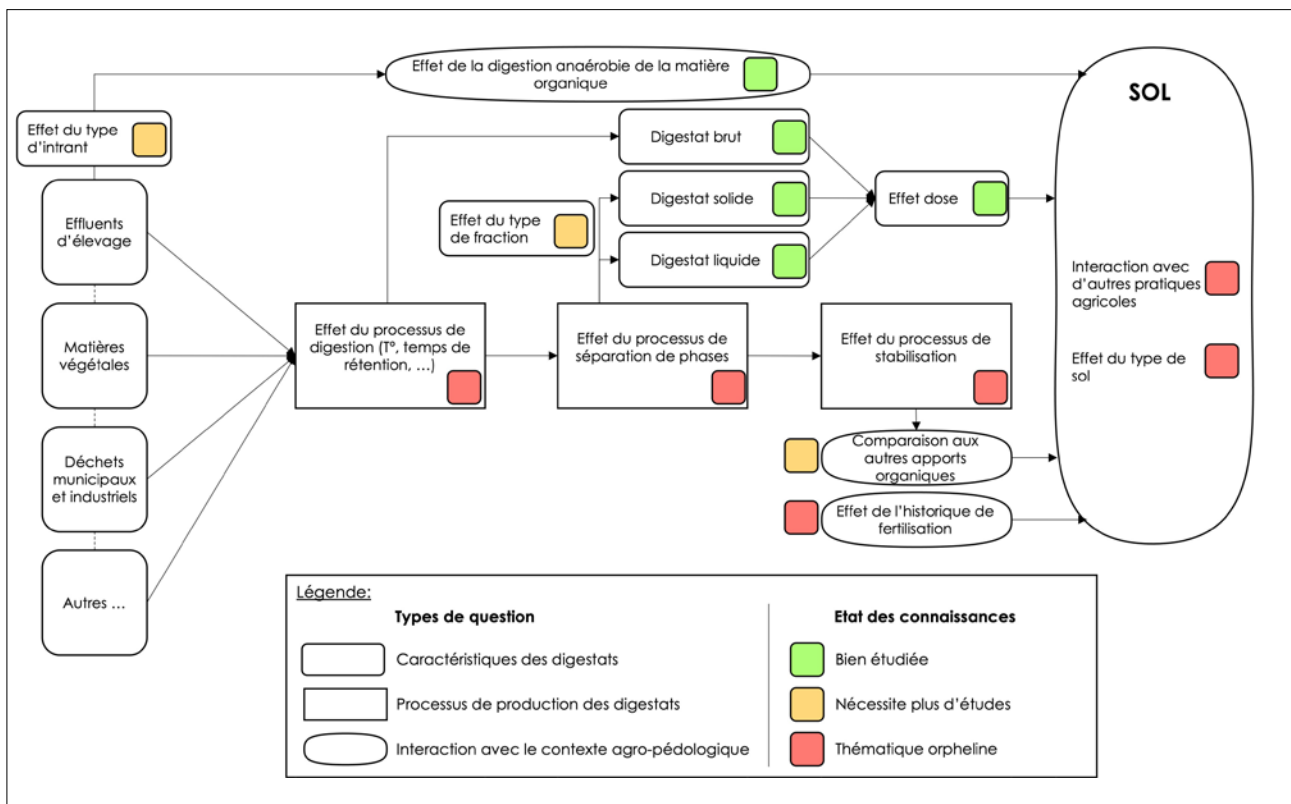 Effet de la digestion anaérobie de la matière
organique
SOL
Effet du type
d'intrant
Digestat brut
Effluents
d'élevage
Digestat solide
Effet dose
Effet du type
de fraction
Digestat liquide
Interaction avec
d'autres pratiques
agricoles
Matières
végétales
Effet du processus de
digestion (T°, temps de
rétention, …)
Effet du processus de
séparation de phases
Effet du processus de
stabilisation
Effet du type de
sol
Déchets
municipaux
et industriels
Comparaison aux
autres apports
organiques
Effet de l'historique de
fertilisation
Autres …
Légende:
Types de question
Caractéristiques des digestats
Processus de production des digestats
Interaction avec le contexte agro-pédologique
Etat des connaissances
Bien étudiée
Nécessite plus d'études
Thématique orpheline